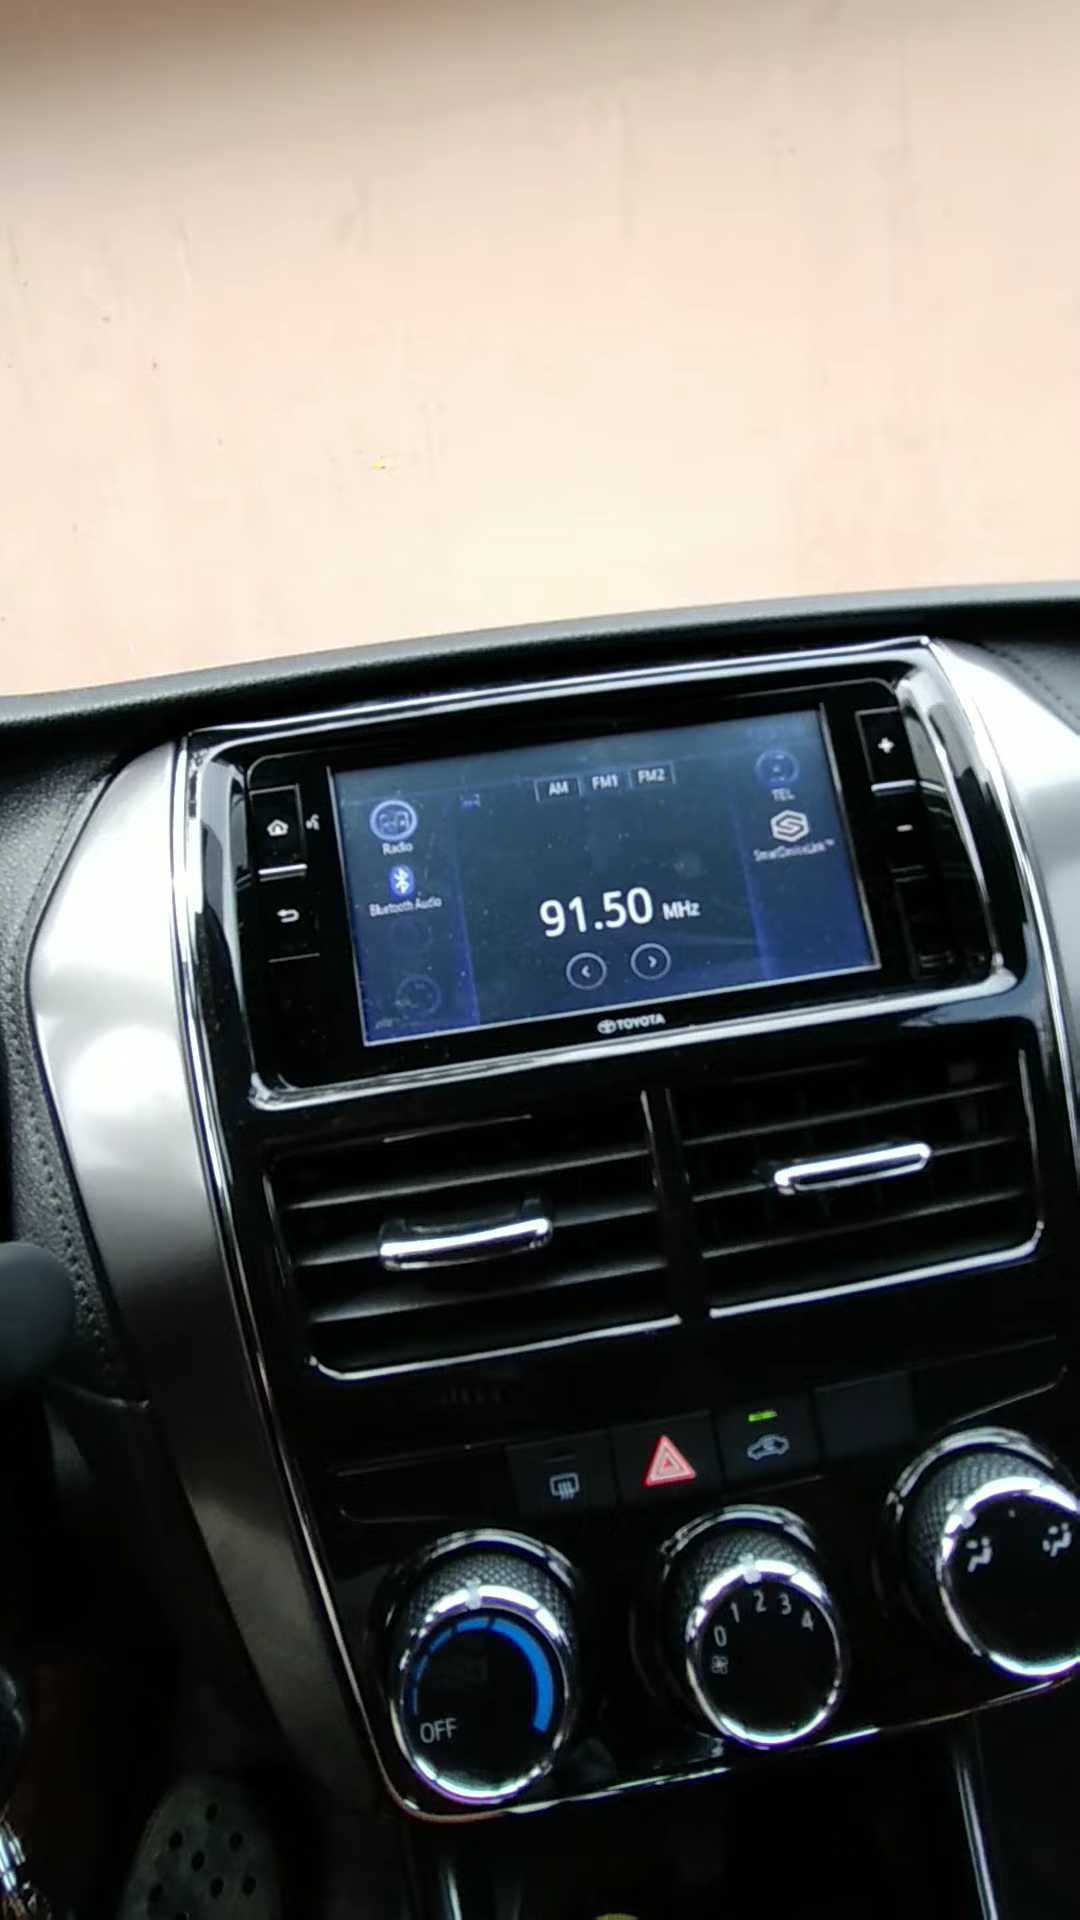 AM FM1 FM2
Radio
TEL
Bluetooth Audio
SmartDeviceLink™
91.50 MHz
TOYOTA
OFF
0 1 2 3 4